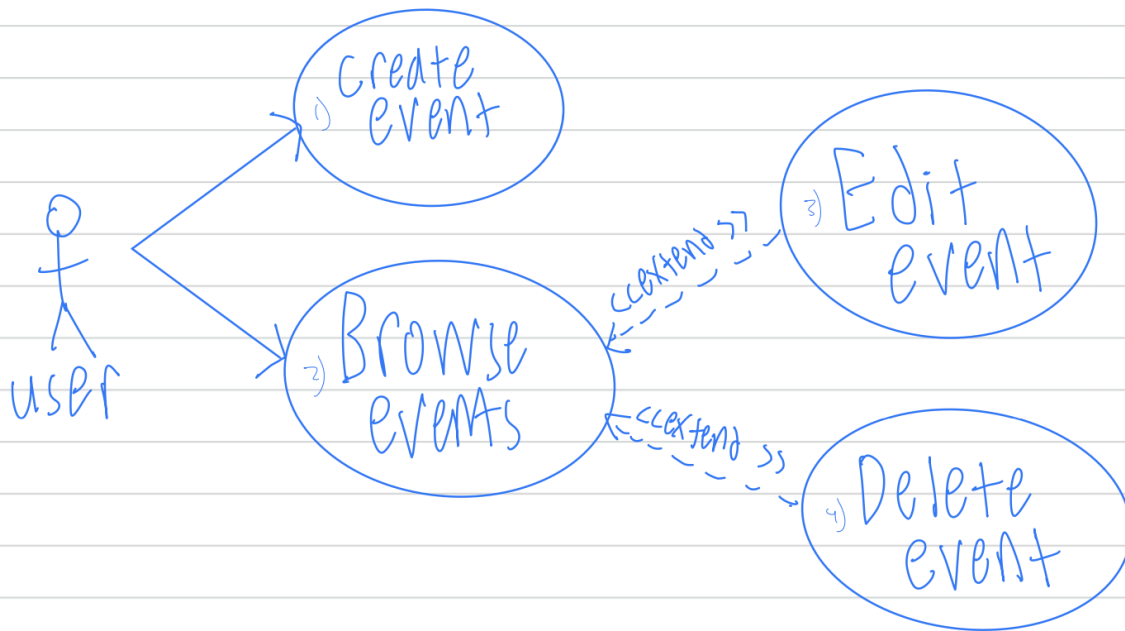 1) create
event
user
2) Browse
events
<<extend>>
3) Edit
event
<<extend>>
4) Delete
event